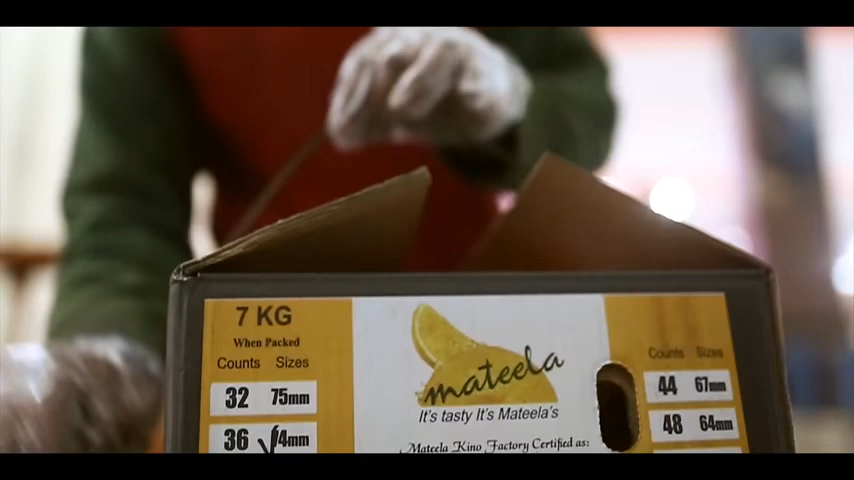 7 KG
When Packed
Counts Sizes
32 75mm
36 74mm
mateela
It's tasty It's Mateela's
Mateela Kino Factory Certified as:
Counts Sizes
44 67mm
48 64mm